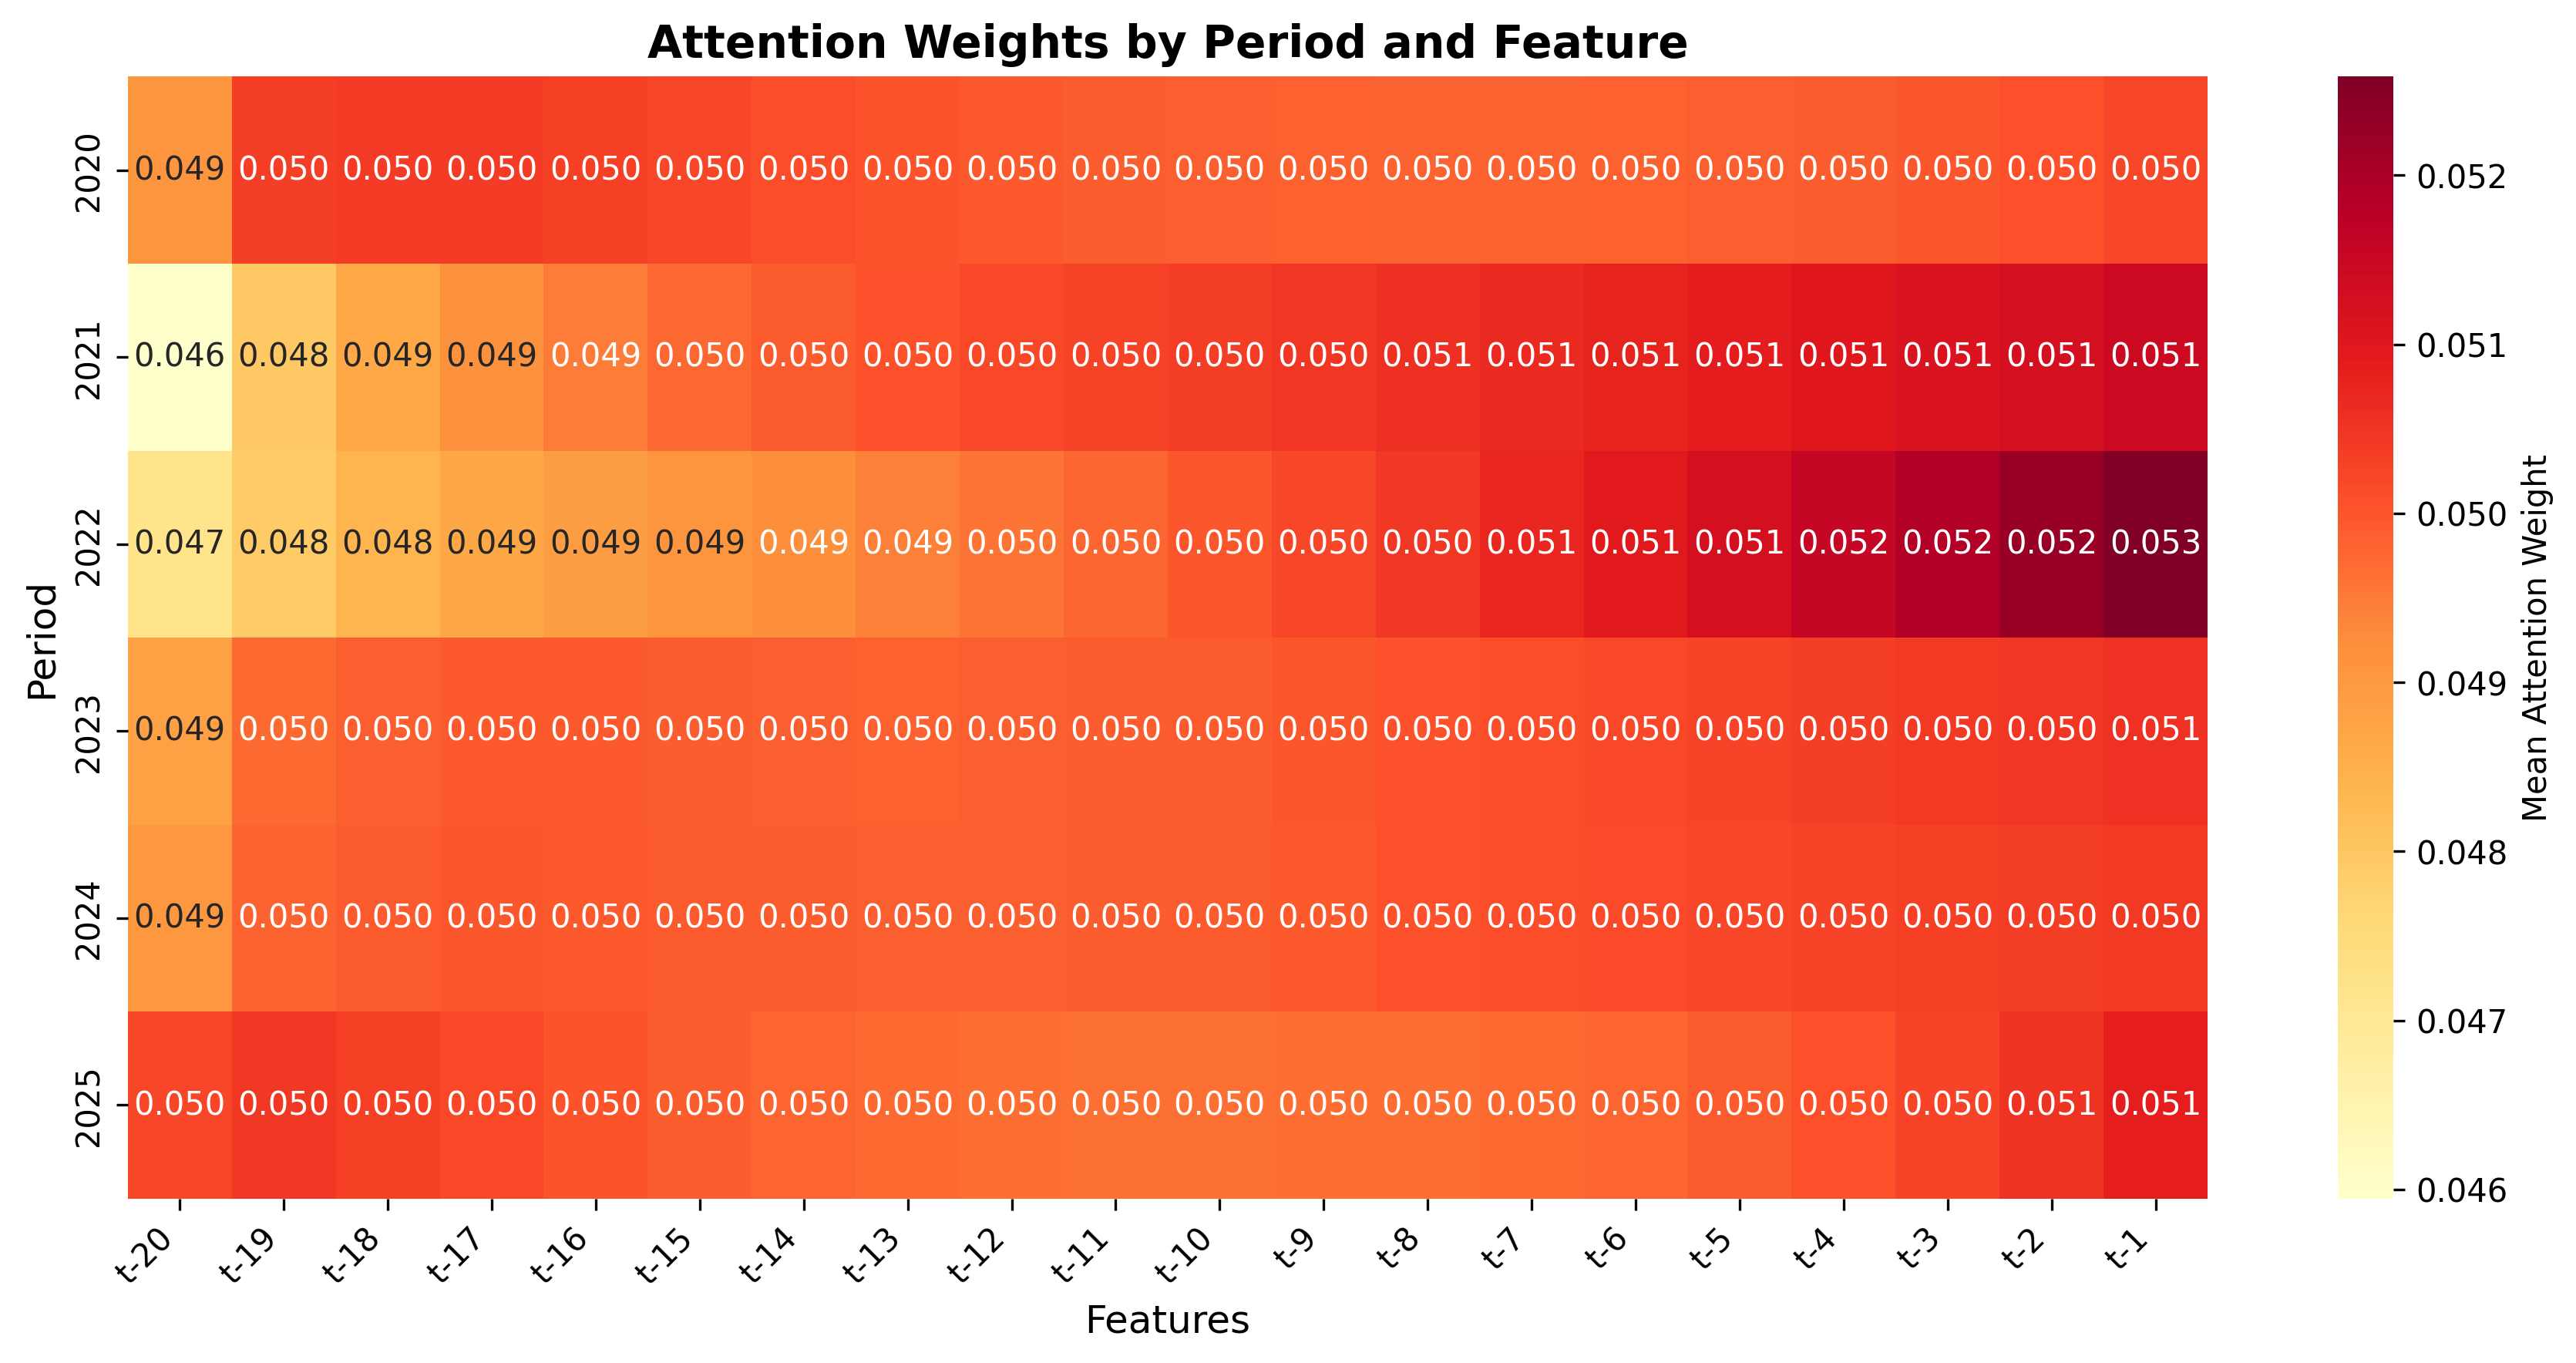 Attention Weights by Period and Feature
Period
2020 0.049 0.050 0.050 0.050 0.050 0.050 0.050 0.050 0.050 0.050 0.050 0.050 0.050 0.050 0.050 0.050 0.050 0.050 0.050 0.050
2021 0.046 0.048 0.049 0.049 0.049 0.050 0.050 0.050 0.050 0.050 0.050 0.050 0.051 0.051 0.051 0.051 0.051 0.051 0.051 0.051
2022 0.047 0.048 0.048 0.049 0.049 0.049 0.049 0.049 0.050 0.050 0.050 0.050 0.050 0.051 0.051 0.051 0.052 0.052 0.052 0.053
2023 0.049 0.050 0.050 0.050 0.050 0.050 0.050 0.050 0.050 0.050 0.050 0.050 0.050 0.050 0.050 0.050 0.050 0.050 0.050 0.051
2024 0.049 0.050 0.050 0.050 0.050 0.050 0.050 0.050 0.050 0.050 0.050 0.050 0.050 0.050 0.050 0.050 0.050 0.050 0.050 0.050
2025 0.050 0.050 0.050 0.050 0.050 0.050 0.050 0.050 0.050 0.050 0.050 0.050 0.050 0.050 0.050 0.050 0.050 0.050 0.051 0.051
t-20 t-19 t-18 t-17 t-16 t-15 t-14 t-13 t-12 t-11 t-10 t-9 t-8 t-7 t-6 t-5 t-4 t-3 t-2 t-1
Features
0.052
0.051
0.050
0.049
0.048
0.047
0.046
Mean Attention Weight